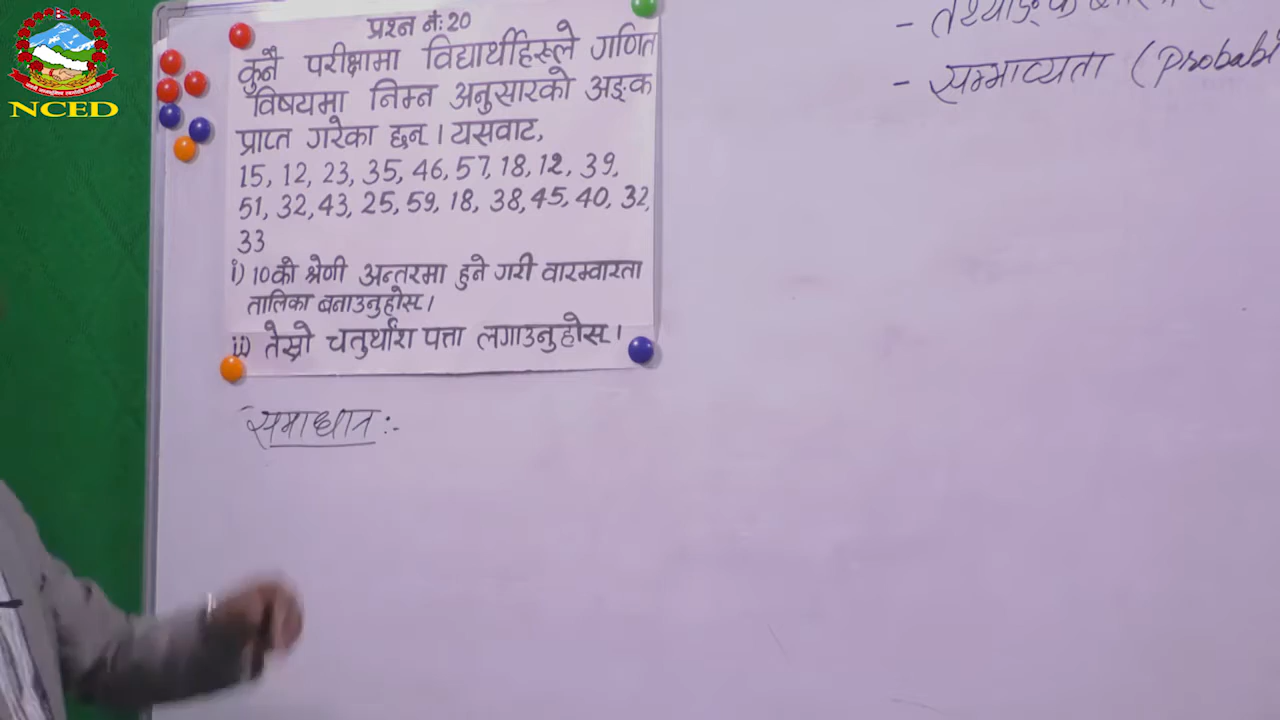 NCED
प्रश्न नं: 20
कुनै परीक्षामा विद्यार्थीहरूले गणित
विषयमा निम्न अनुसारको अङ्क
प्राप्त गरेका छन् । यसवाट,
15, 12, 23, 35, 46, 57, 18, 12, 39,
51, 32, 43, 25, 59, 18, 38, 45, 40, 32,
33
i) 10को श्रेणी अन्तरमा हुने गरी वारम्वारता
तालिका बनाउनुहोस् ।
ii) तेस्रो चतुर्थांश पत्ता लगाउनुहोस् ।
समाधान :-
- सम्भाव्यता (Probabi